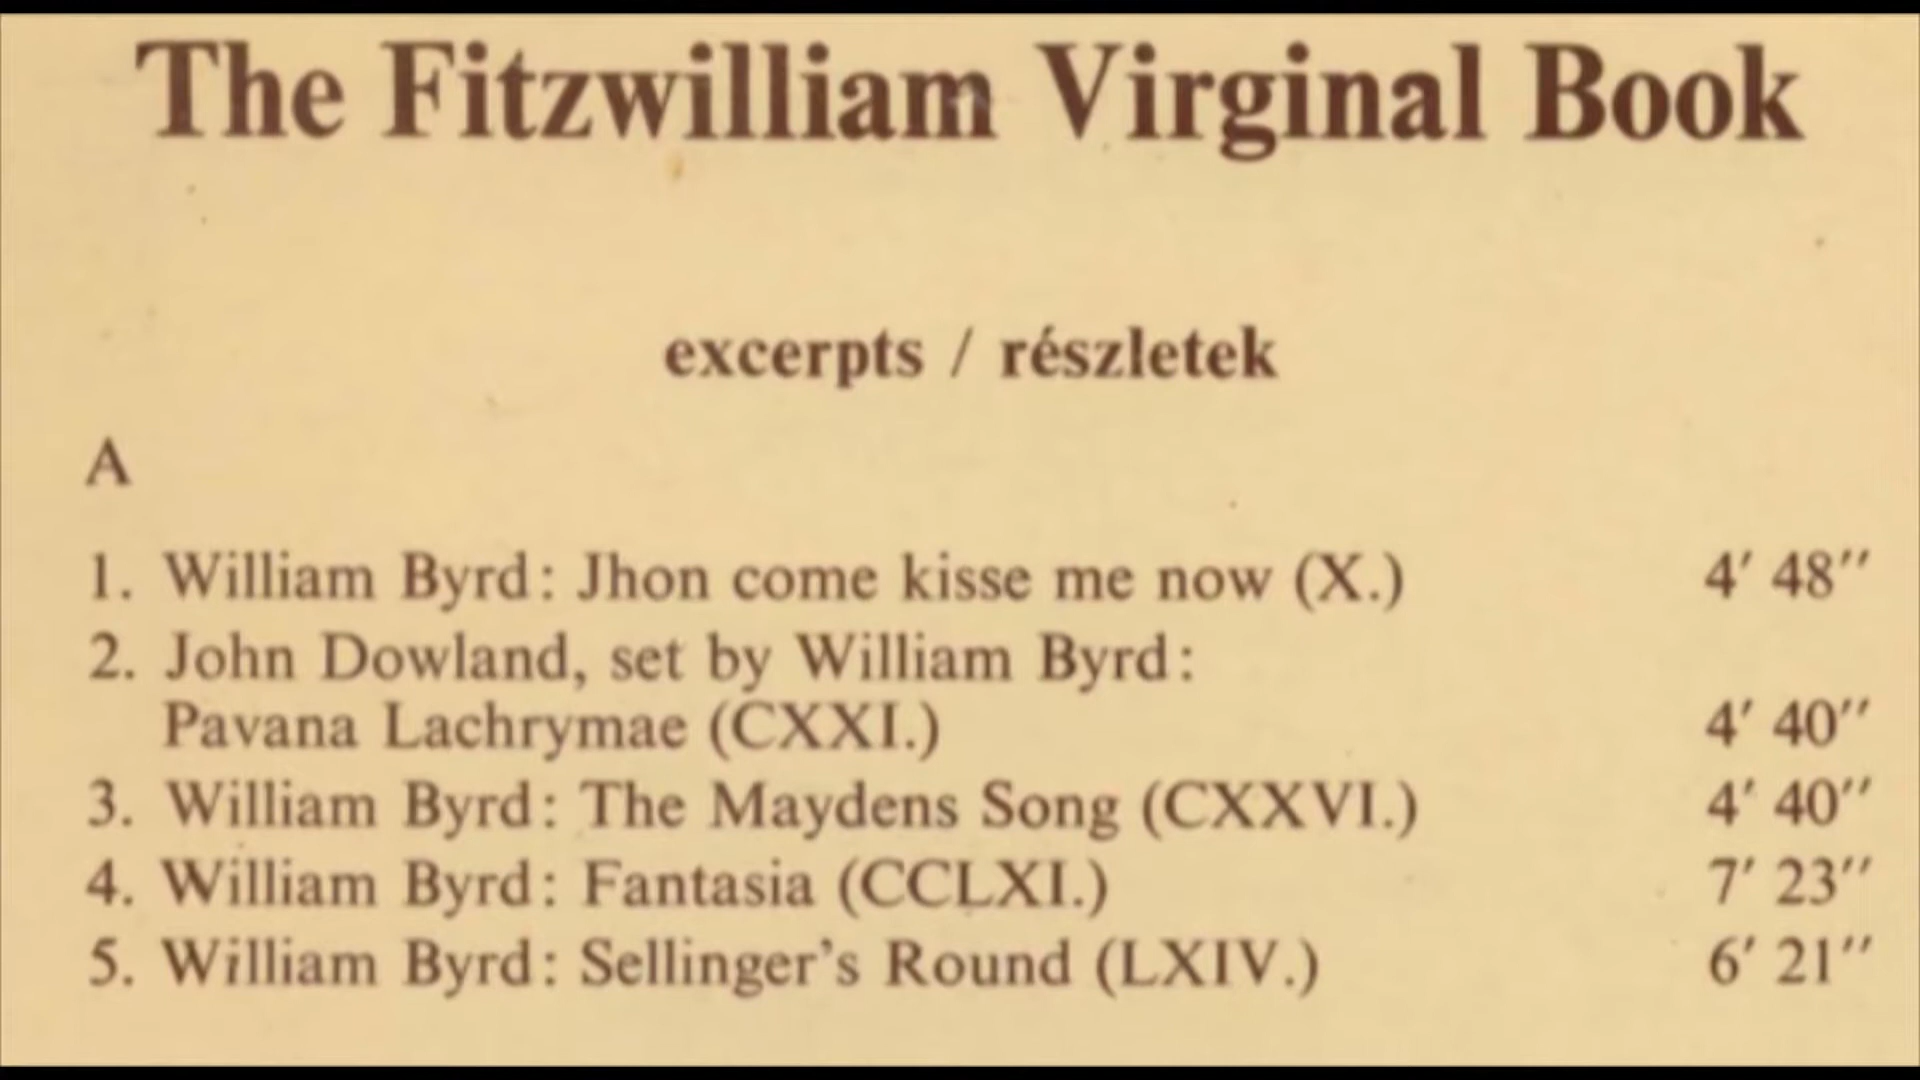 The Fitzwilliam Virginal Book
excerpts / részletek
A
1. William Byrd: Jhon come kisse me now (X.) 4′ 48″
2. John Dowland, set by William Byrd:
Pavana Lachrymae (CXXI.) 4′ 40″
3. William Byrd: The Maydens Song (CXXVI.) 4′ 40″
4. William Byrd: Fantasia (CCLXI.) 7′ 23″
5. William Byrd: Sellinger’s Round (LXIV.) 6′ 21″